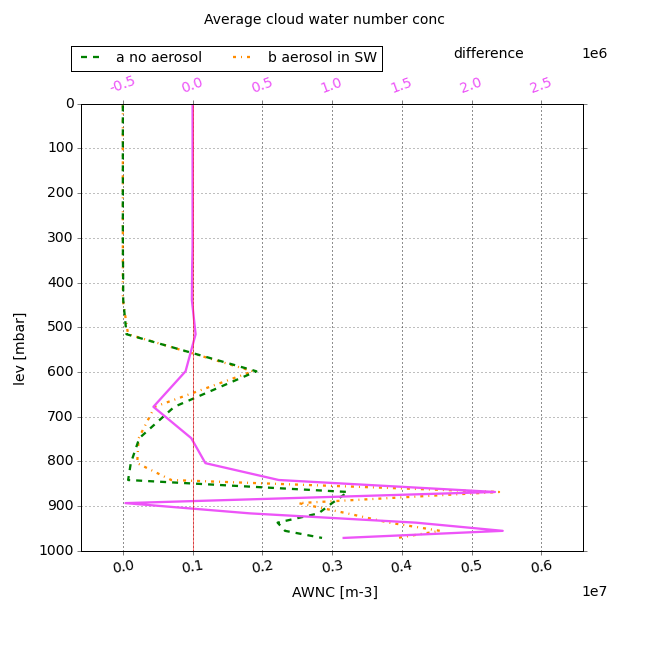 Average cloud water number conc
a no aerosol b aerosol in SW difference 1e6
-0.5 0.0 0.5 1.0 1.5 2.0 2.5
0
100
200
300
400
500
600
700
800
900
1000
lev [mbar]
0.0 0.1 0.2 0.3 0.4 0.5 0.6
AWNC [m-3] 1e7